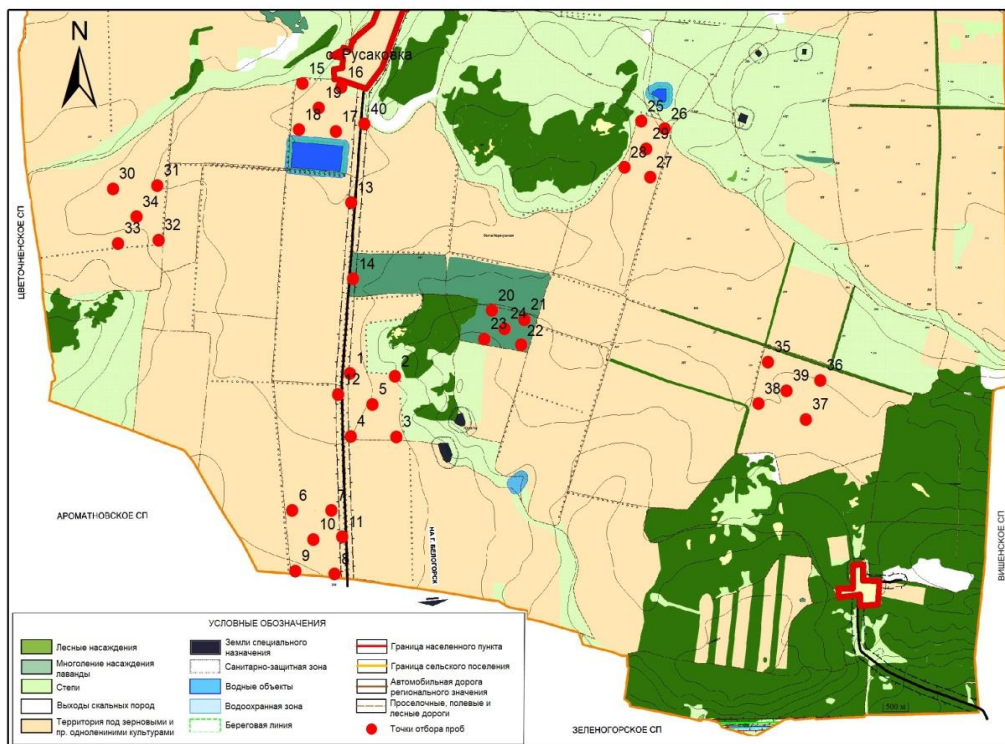 N
с. Русаковка
15
16
19
18
17
40
25
26
29
28
27
30
31
34
33
32
13
14
20
21
24
23
22
1
2
12
5
4
3
35
36
39
38
37
6
7
10
11
9
8
ЦВЕТОЧНЕНСКОЕ СП
АРОМАТНОВСКОЕ СП
НА Г. БЕЛОГОРСК
ВИШЕНСКОЕ СП
ЗЕЛЕНОГОРСКОЕ СП
500 м
УСЛОВНЫЕ ОБОЗНАЧЕНИЯ
Лесные насаждения
Многоление насаждения
лаванды
Степи
Выходы скальных пород
Территория под зерновыми и
пр. однолениими культурами
Земли специального
назначения
Санитарно-защитная зона
Водные объекты
Водоохранная зона
Береговая линия
Граница населенного пункта
Граница сельского поселения
Автомобильная дорога
регионального значения
Проселочные, полевые и
лесные дороги
Точки отбора проб